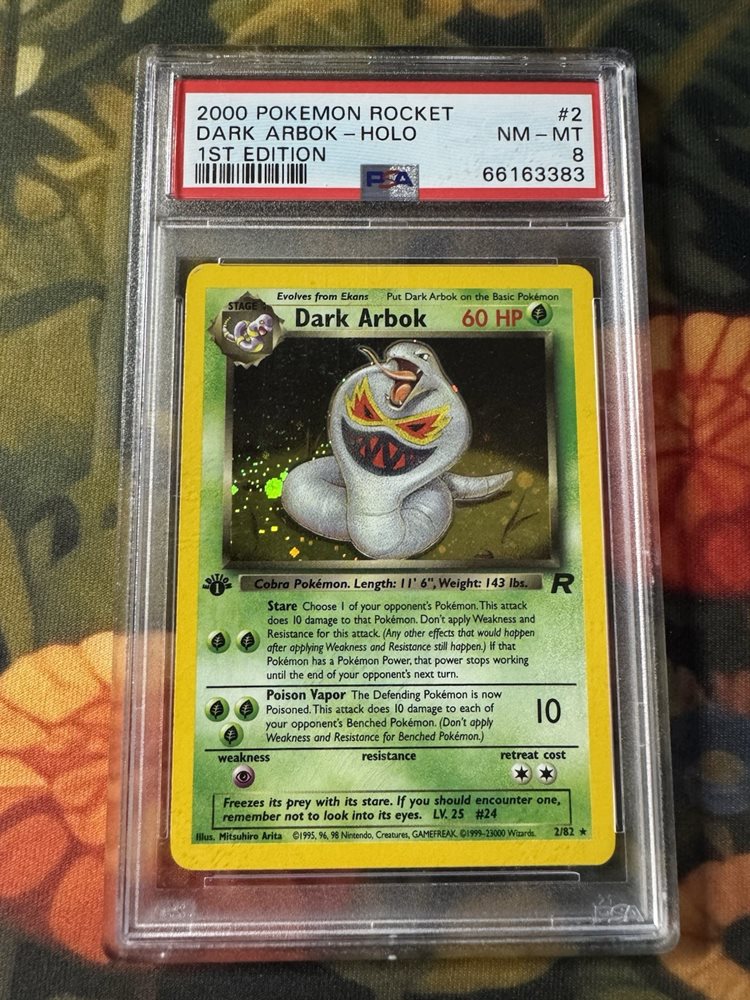 2000 POKEMON ROCKET #2
DARK ARBOK - HOLO NM - MT
1ST EDITION 8
PSA 66163383
Evolves from Ekans Put Dark Arbok on the Basic Pokémon
STAGE
Dark Arbok 60 HP
EDITION
1
Cobra Pokémon. Length: 11' 6", Weight: 143 lbs. R
Stare Choose 1 of your opponent's Pokémon. This attack
does 10 damage to that Pokémon. Don't apply Weakness and
Resistance for this attack. (Any other effects that would happen
after applying Weakness and Resistance still happen.) If that
Pokémon has a Pokémon Power, that power stops working
until the end of your opponent's next turn.
Poison Vapor The Defending Pokémon is now
Poisoned. This attack does 10 damage to each of
your opponent's Benched Pokémon. (Don't apply
Weakness and Resistance for Benched Pokémon.)
10
weakness resistance retreat cost
Freezes its prey with its stare. If you should encounter one,
remember not to look into its eyes. LV. 25 #24
Illus. Mitsuhiro Arita ©1995, 96, 98 Nintendo, Creatures, GAMEFREAK. ©1999-23000 Wizards. 2/82 ★